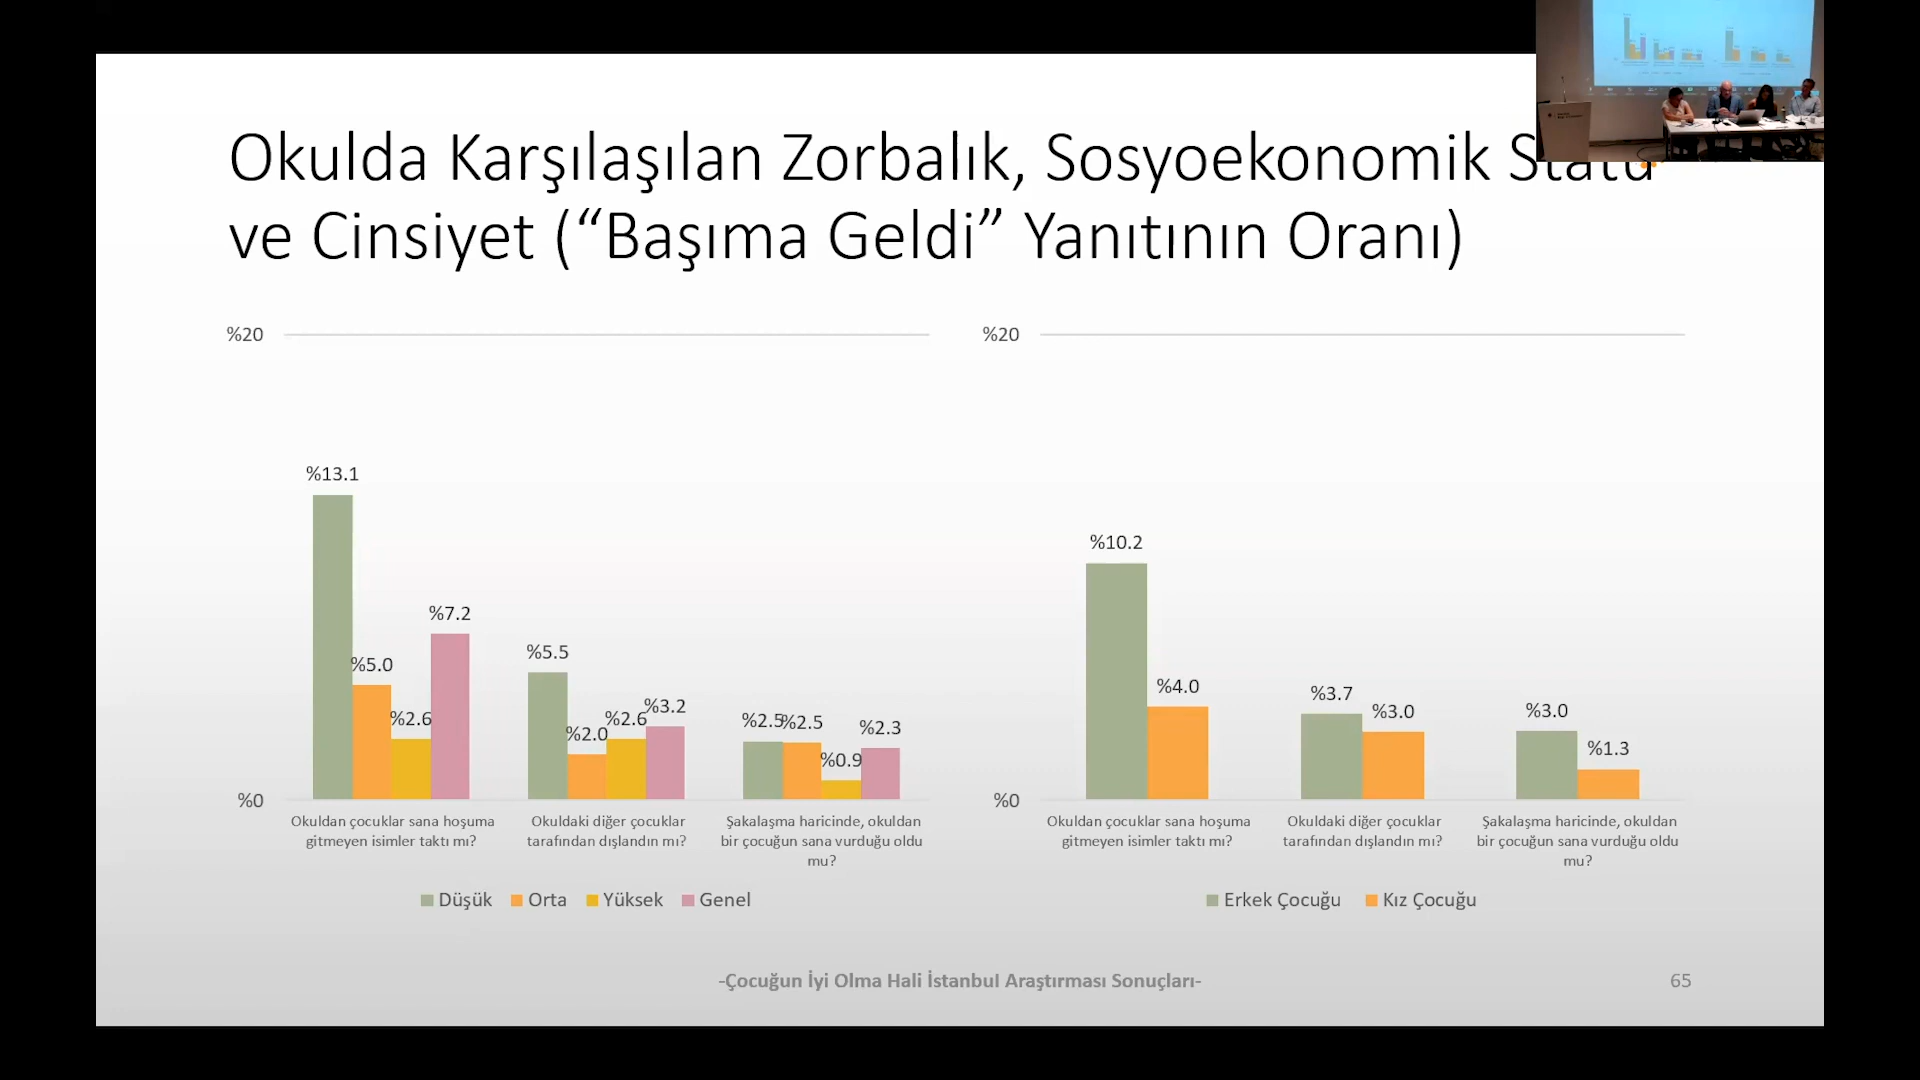 Okulda Karşılaşılan Zorbalık, Sosyoekonomik Statü
ve Cinsiyet (“Başıma Geldi” Yanıtının Oranı)
%20
%13.1
%5.0
%2.6
%7.2
%5.5
%2.0
%2.6
%3.2
%2.5
%2.5
%0.9
%2.3
%0
Okuldan çocuklar sana hoşuma
gitmeyen isimler taktı mı?
Okuldaki diğer çocuklar
tarafından dışlandın mı?
Şakalaşma haricinde, okuldan
bir çocuğun sana vurduğu oldu
mu?
Düşük Orta Yüksek Genel
%20
%10.2
%4.0
%3.7
%3.0
%3.0
%1.3
%0
Okuldan çocuklar sana hoşuma
gitmeyen isimler taktı mı?
Okuldaki diğer çocuklar
tarafından dışlandın mı?
Şakalaşma haricinde, okuldan
bir çocuğun sana vurduğu oldu
mu?
Erkek Çocuğu Kız Çocuğu
-Çocuğun İyi Olma Hali İstanbul Araştırması Sonuçları-
65